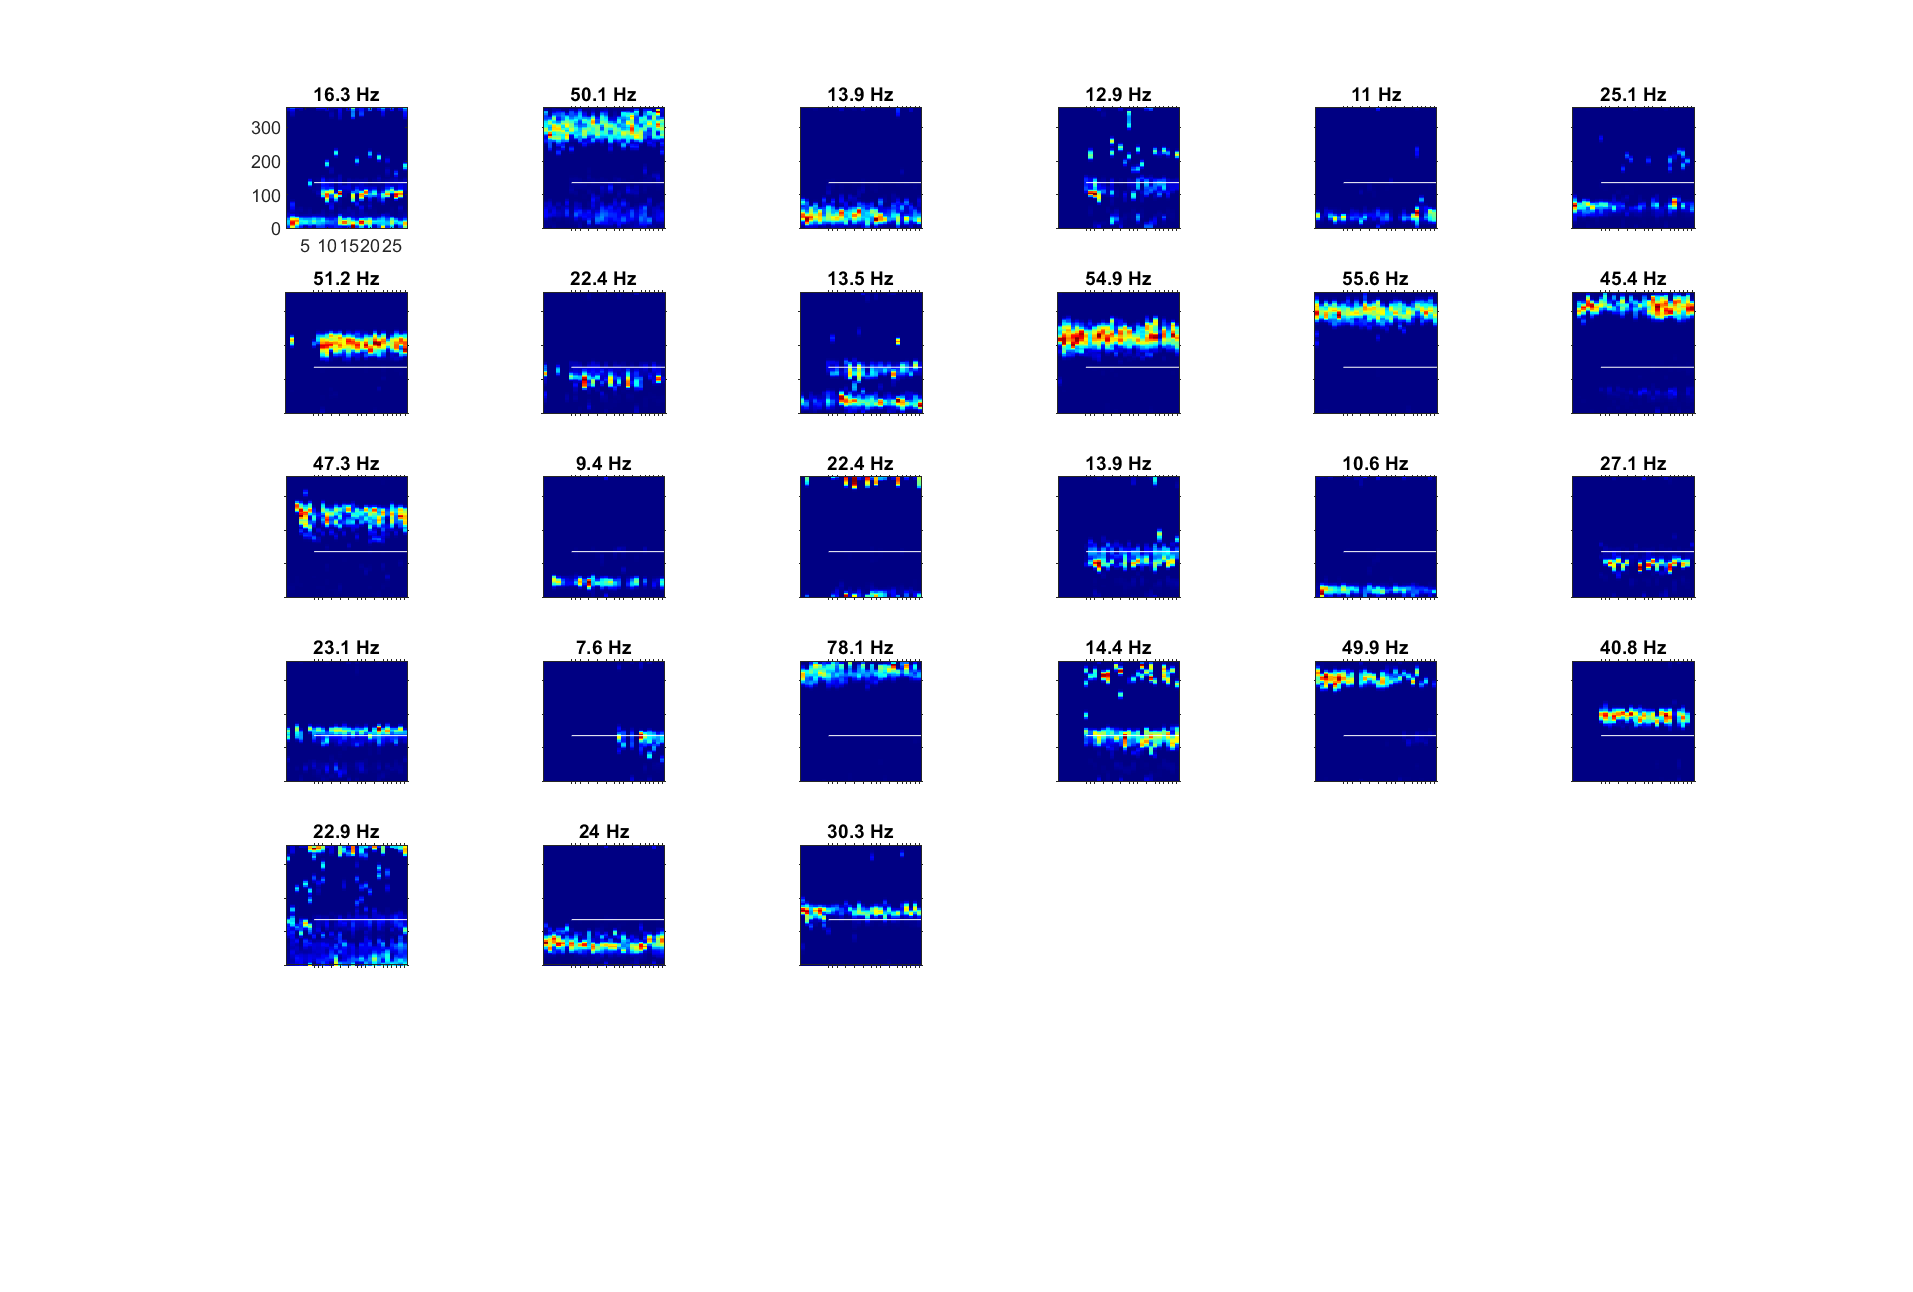 16.3 Hz 50.1 Hz 13.9 Hz 12.9 Hz 11 Hz 25.1 Hz
300
200
100
0
5 10 15 20 25
51.2 Hz 22.4 Hz 13.5 Hz 54.9 Hz 55.6 Hz 45.4 Hz
47.3 Hz 9.4 Hz 22.4 Hz 13.9 Hz 10.6 Hz 27.1 Hz
23.1 Hz 7.6 Hz 78.1 Hz 14.4 Hz 49.9 Hz 40.8 Hz
22.9 Hz 24 Hz 30.3 Hz